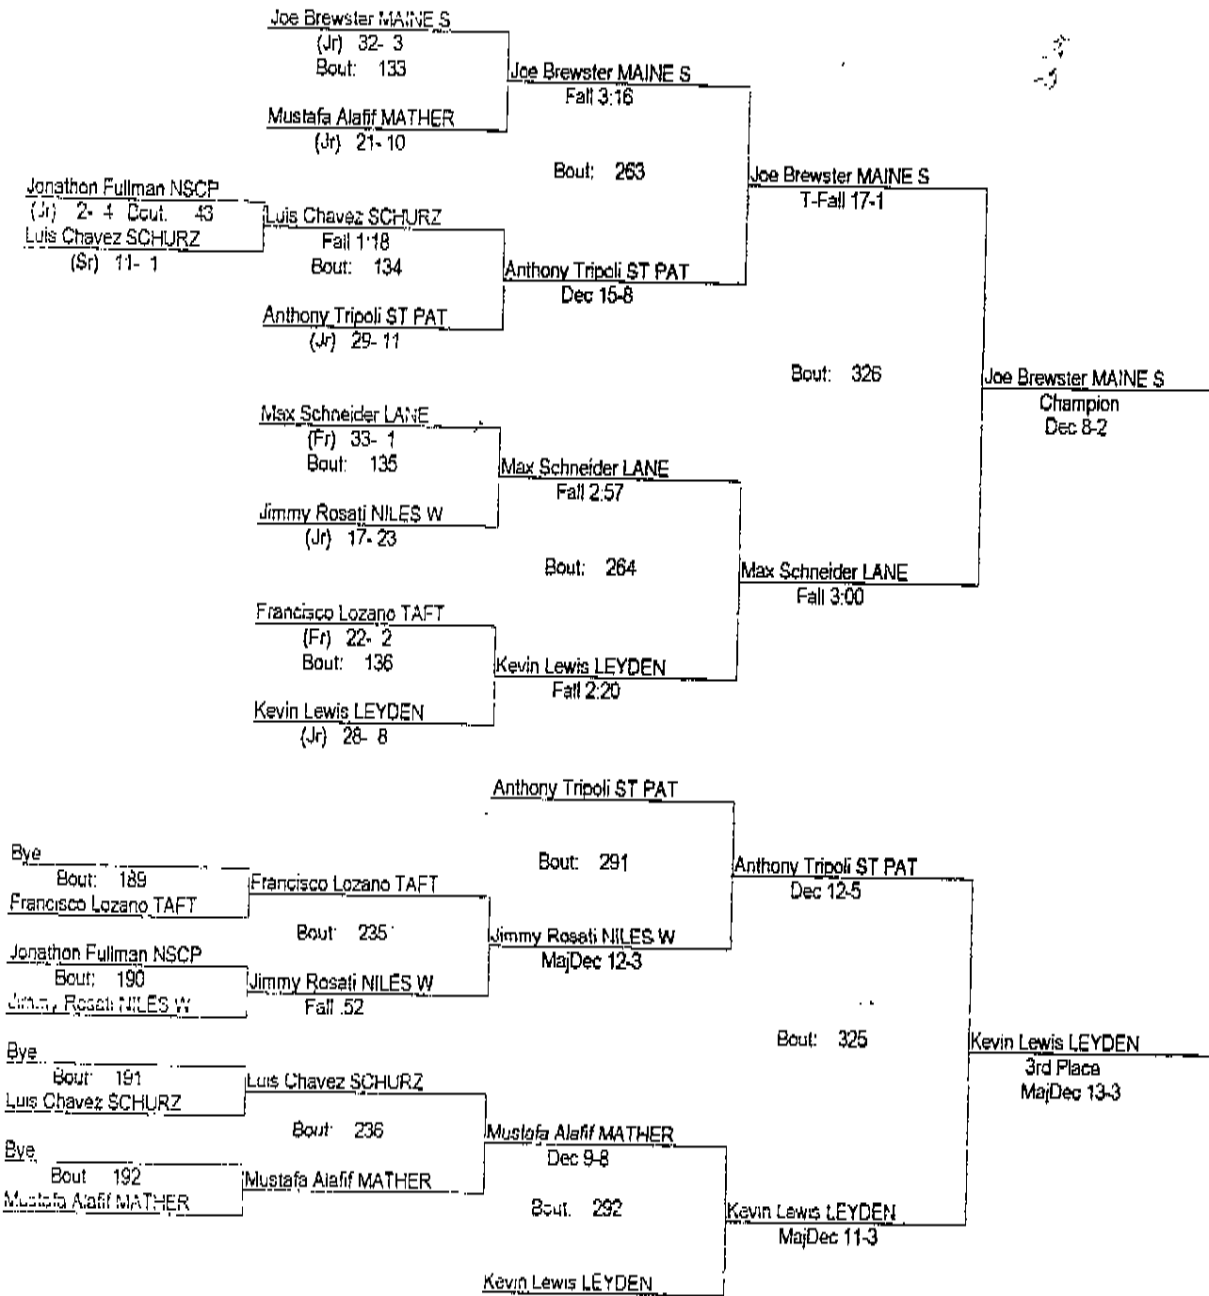 Joe Brewster MAINE S
(Jr) 32- 3
Bout: 133
Joe Brewster MAINE S
Fall 3:16
Mustafa Alafif MATHER
(Jr) 21- 10
Bout: 263
Joe Brewster MAINE S
T-Fall 17-1
Jonathon Fullman NSCP
(Jr) 2- 4 Bout: 43
Luis Chavez SCHURZ
(Sr) 11- 1
Luis Chavez SCHURZ
Fall 1:18
Bout: 134
Anthony Tripoli ST PAT
Dec 15-8
Anthony Tripoli ST PAT
(Jr) 29- 11
Bout: 326
Joe Brewster MAINE S
Champion
Dec 8-2
Max Schneider LANE
(Fr) 33- 1
Bout: 135
Max Schneider LANE
Fall 2:57
Jimmy Rosati NILES W
(Jr) 17- 23
Bout: 264
Max Schneider LANE
Fall 3:00
Francisco Lozano TAFT
(Fr) 22- 2
Bout: 136
Kevin Lewis LEYDEN
Fall 2:20
Kevin Lewis LEYDEN
(Jr) 28- 8
Anthony Tripoli ST PAT
Bout: 291
Anthony Tripoli ST PAT
Dec 12-5
Bye
Bout: 189
Francisco Lozano TAFT
Francisco Lozano TAFT
Bout: 235
Jimmy Rosati NILES W
MajDec 12-3
Jonathon Fullman NSCP
Bout: 190
Jimmy Rosati NILES W
Jimmy Rosati NILES W
Fall .52
Bout: 325
Kevin Lewis LEYDEN
3rd Place
MajDec 13-3
Bye
Bout 191
Luis Chavez SCHURZ
Luis Chavez SCHURZ
Bout: 236
Mustafa Alafif MATHER
Dec 9-8
Bye
Bout 192
Mustafa Alafif MATHER
Mustafa Alafif MATHER
Bout: 292
Kevin Lewis LEYDEN
MajDec 11-3
Kevin Lewis LEYDEN